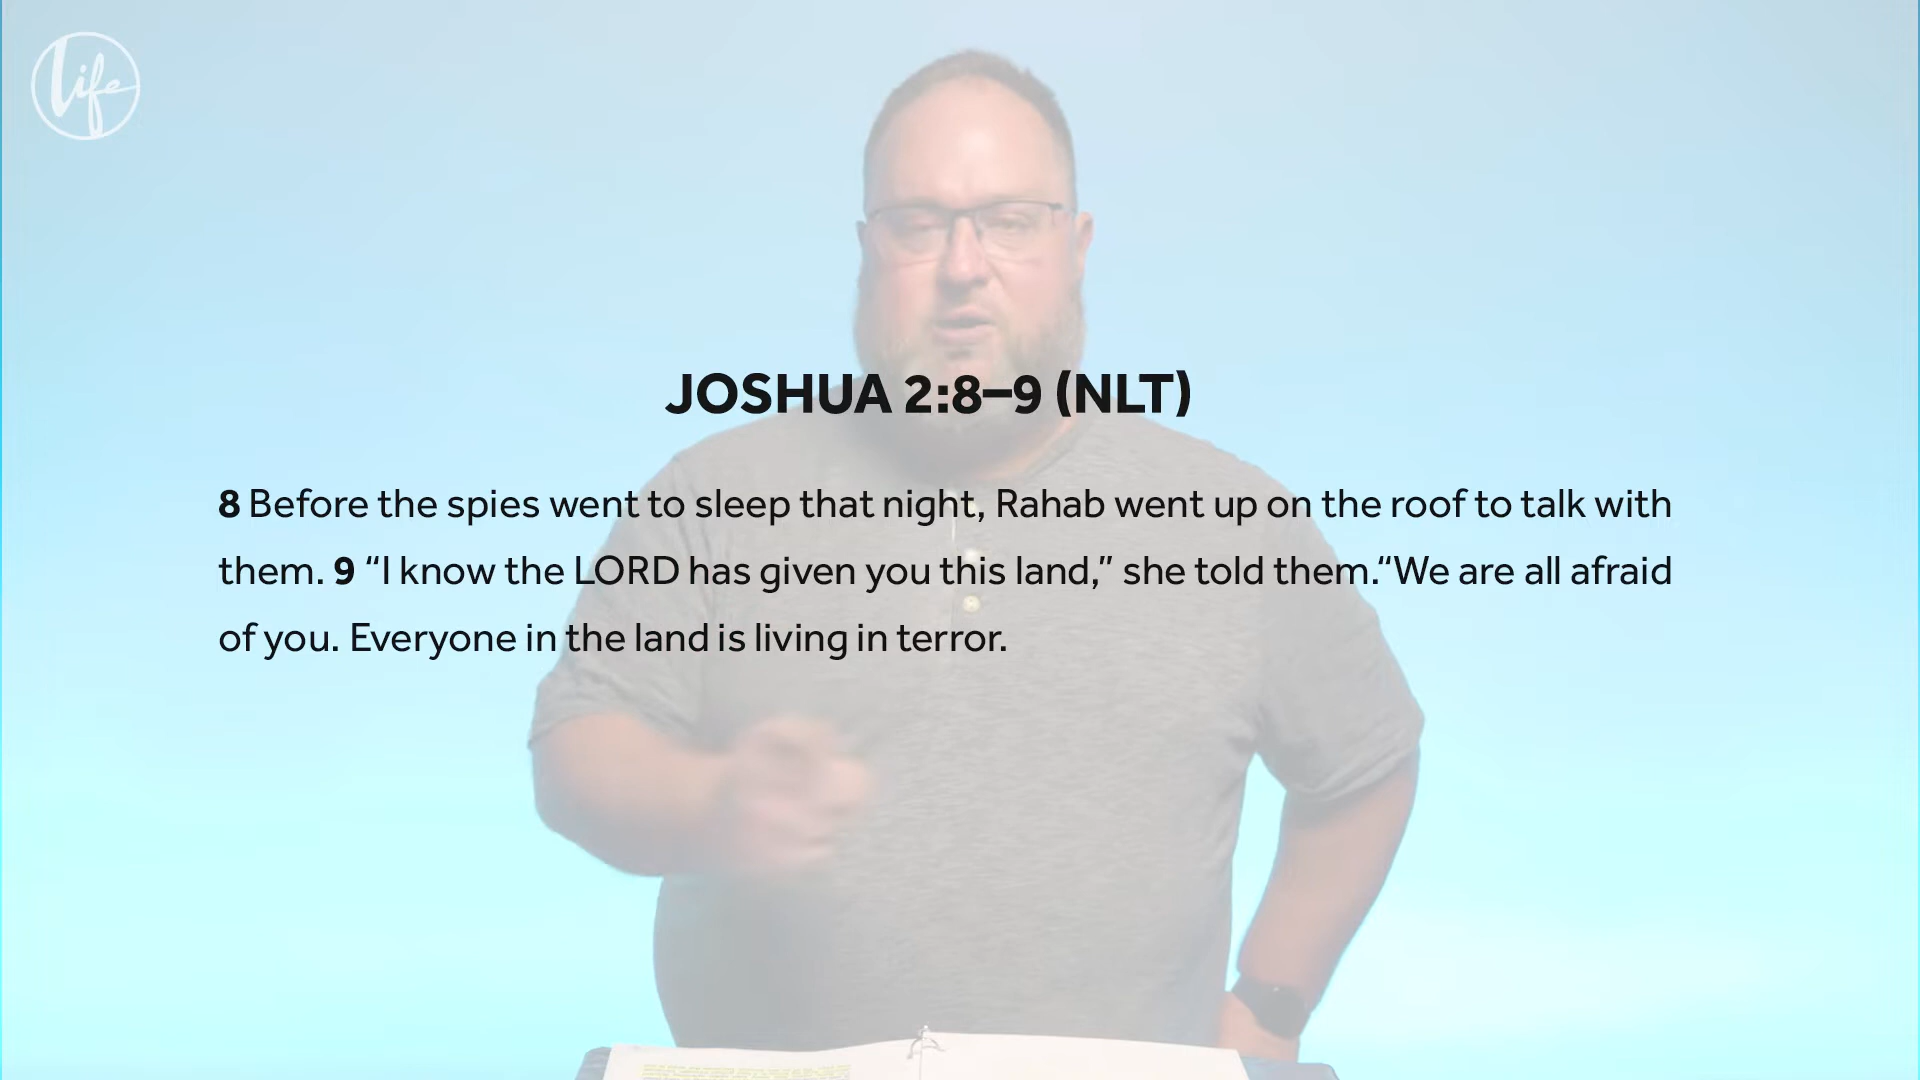 Life
JOSHUA 2:8–9 (NLT)
8 Before the spies went to sleep that night, Rahab went up on the roof to talk with
them. 9 “I know the LORD has given you this land,” she told them.“We are all afraid
of you. Everyone in the land is living in terror.